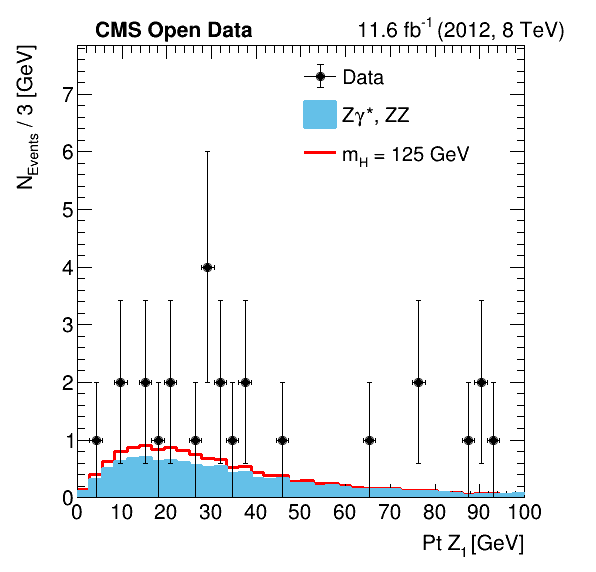 CMS Open Data
11.6 fb⁻¹ (2012, 8 TeV)
N_Events / 3 [GeV]
Data
Zγ*, ZZ
m_H = 125 GeV
7
6
5
4
3
2
1
0
0 10 20 30 40 50 60 70 80 90 100
Pt Z₁ [GeV]